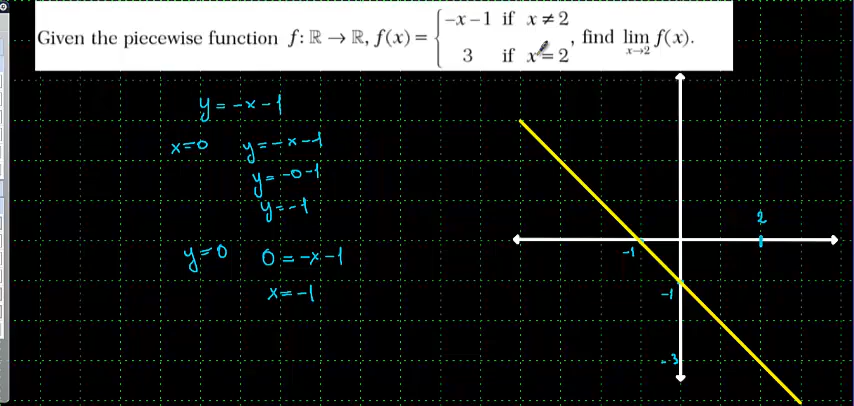 Given the piecewise function f: ℝ → ℝ, f(x) = { −x − 1 if x ≠ 2
3 if x = 2 , find lim x→2 f(x).
y = -x - 1
x=0 y = -x - 1
y = -0 - 1
y = -1
y = 0 0 = -x - 1
x = -1
2
-1
-1
-3